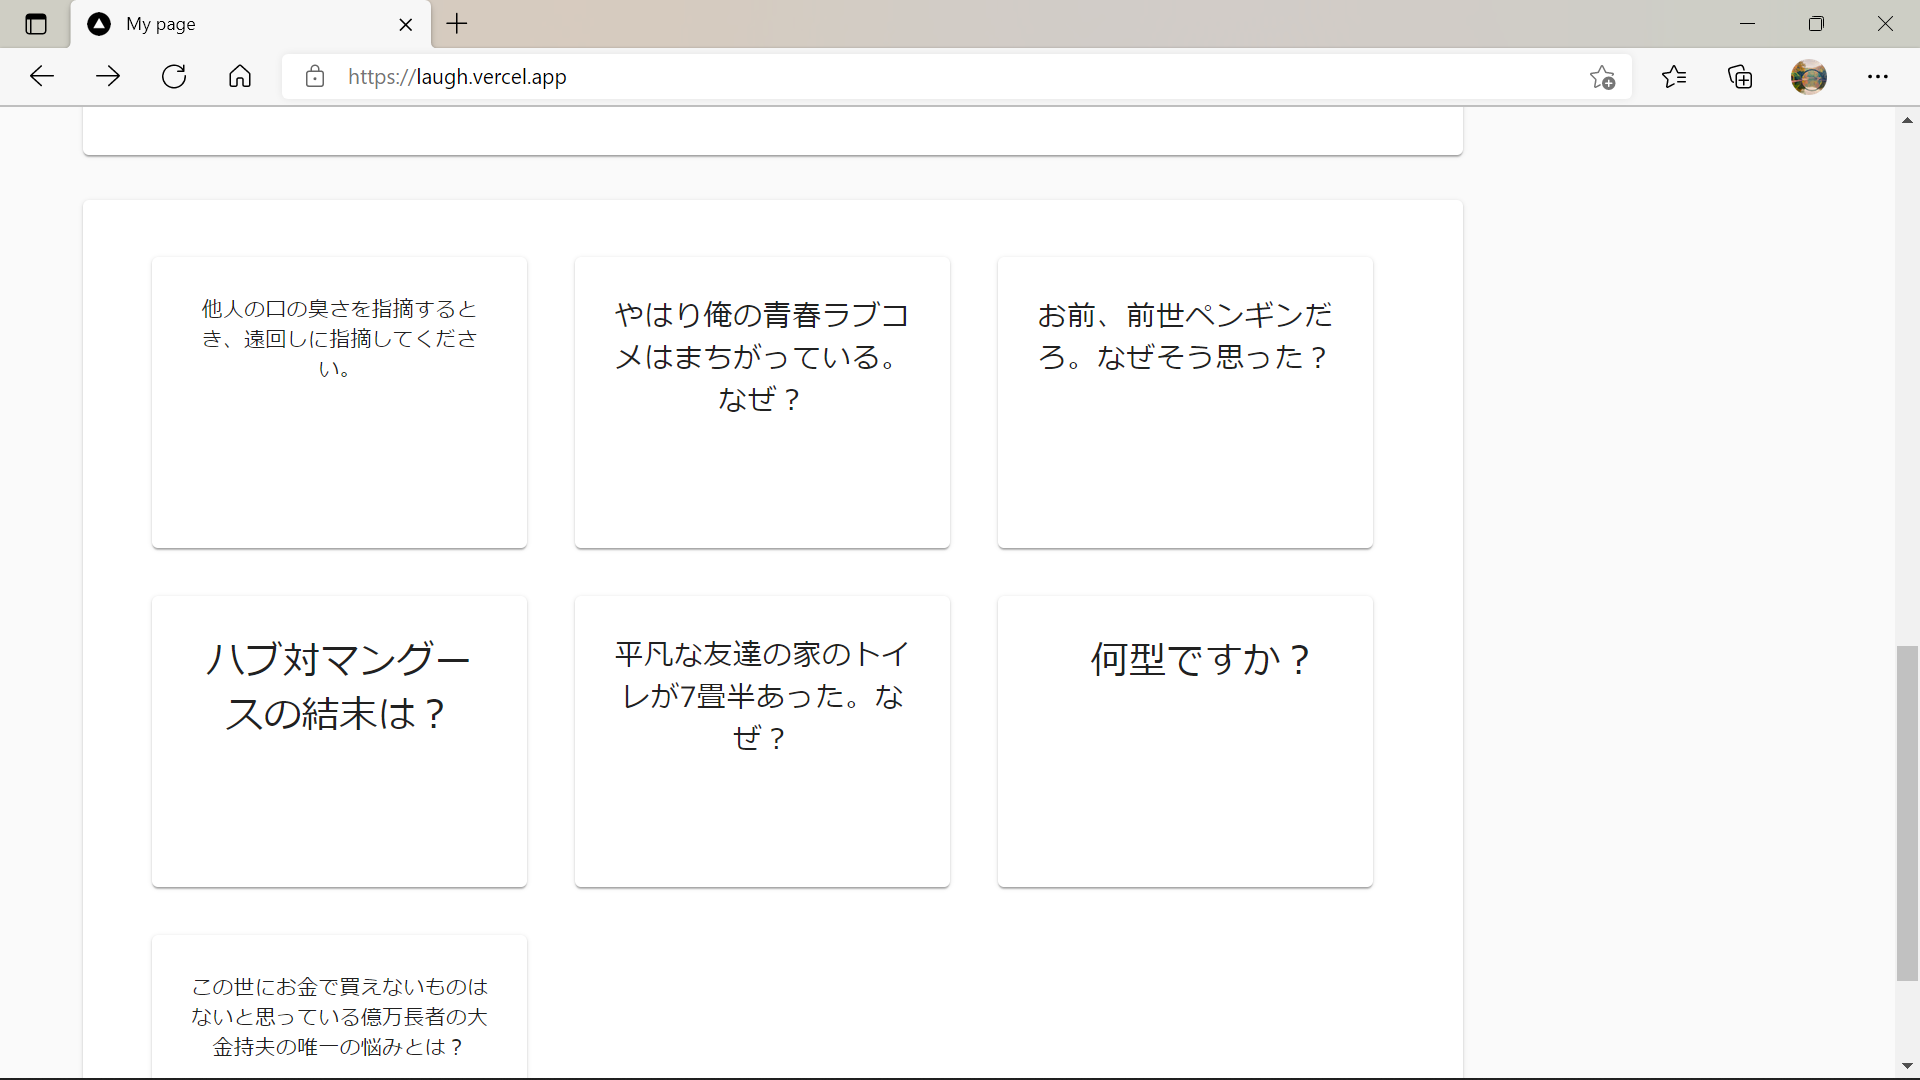 My page
https://laugh.vercel.app
他人の口の臭さを指摘すると
き、遠回しに指摘してくださ
い。
やはり俺の青春ラブコ
メはまちがっている。
なぜ？
お前、前世ペンギンだ
ろ。なぜそう思った？
ハブ対マングー
スの結末は？
平凡な友達の家のトイ
レが7畳半あった。な
ぜ？
何型ですか？
この世にお金で買えないものは
ないと思っている億万長者の大
金持夫の唯一の悩みとは？